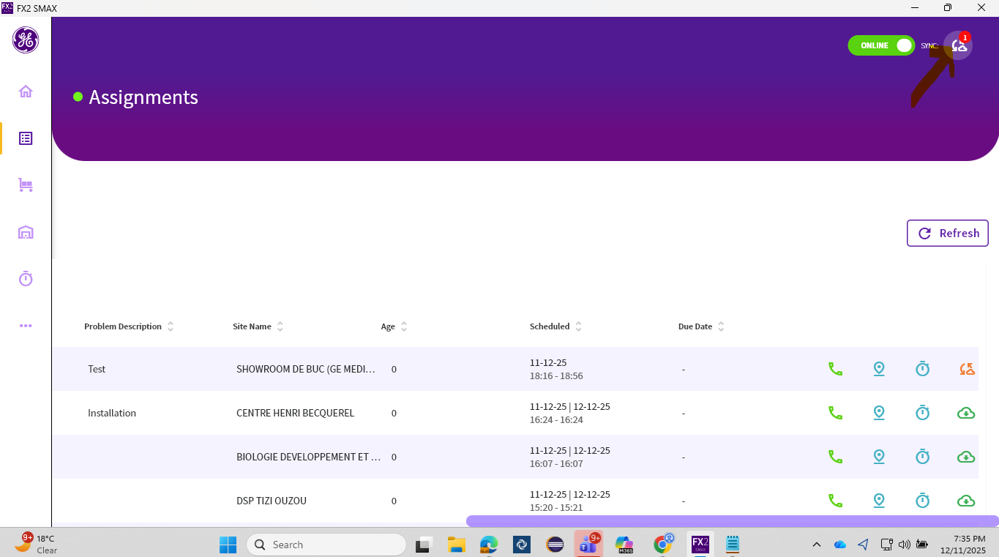 FX2 FX2 SMAX
ONLINE SYNC: 1
Assignments
Refresh
Problem Description Site Name Age Scheduled Due Date
Test SHOWROOM DE BUC (GE MEDI... 0 11-12-25 -
18:16 - 18:56
Installation CENTRE HENRI BECQUEREL 0 11-12-25 | 12-12-25 -
16:24 - 16:24
BIOLOGIE DEVELOPPEMENT ET ... 0 11-12-25 | 12-12-25 -
16:07 - 16:07
DSP TIZI OUZOU 0 11-12-25 | 12-12-25 -
15:20 - 15:21
9+ 18°C
Clear
Search
9+
M365
FX2
SMAX
7:35 PM
12/11/2025